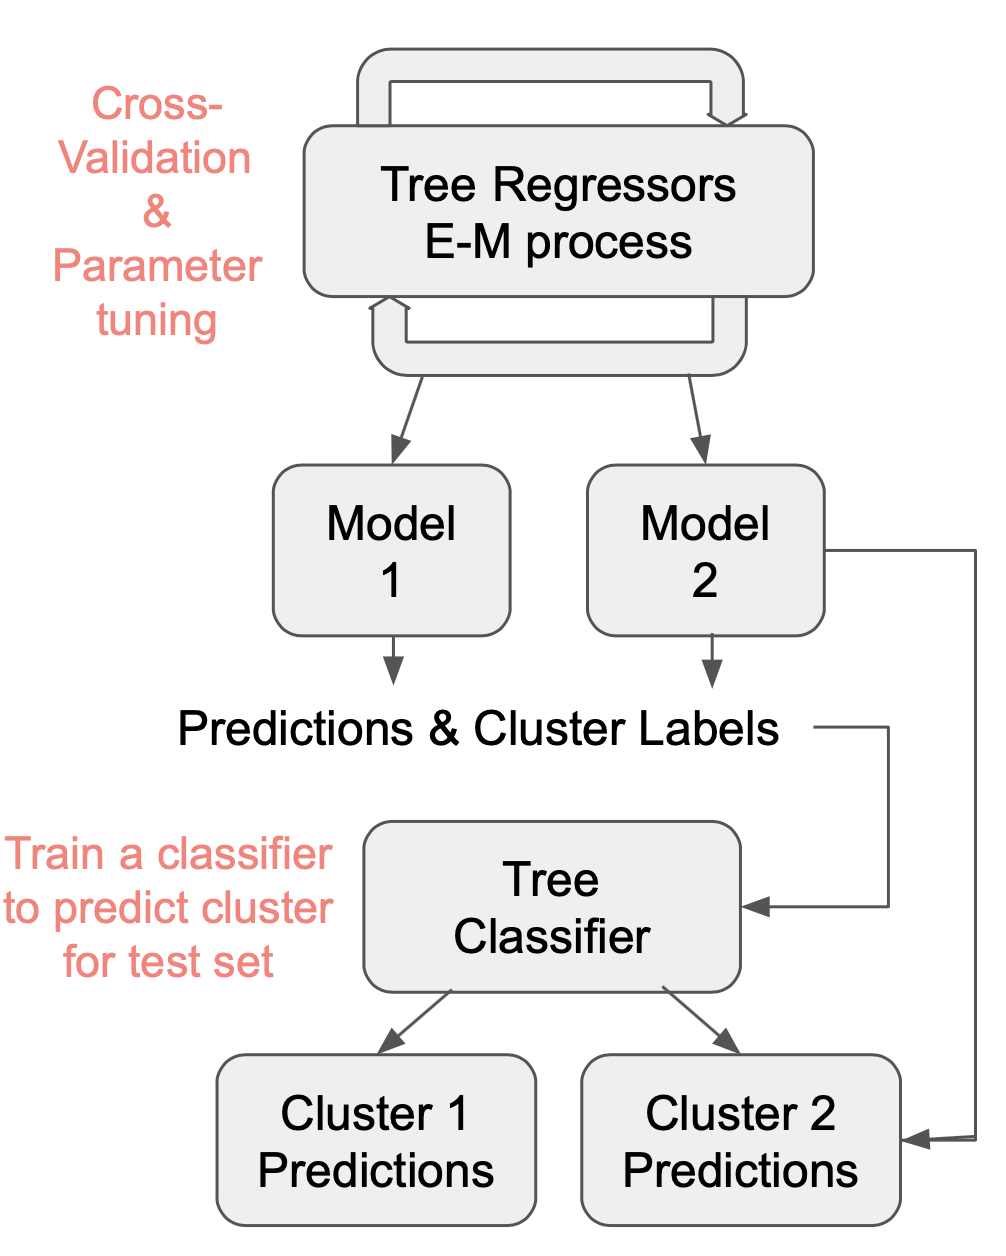 Cross-
Validation
&
Parameter
tuning
Tree Regressors
E-M process
Model
1
Model
2
Predictions & Cluster Labels
Train a classifier
to predict cluster
for test set
Tree
Classifier
Cluster 1
Predictions
Cluster 2
Predictions